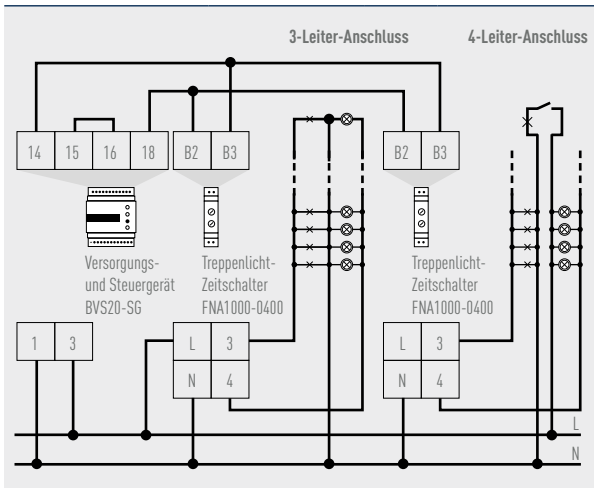 3-Leiter-Anschluss 4-Leiter-Anschluss
14 15 16 18 B2 B3 B2 B3
Versorgungs-
und Steuergerät
BVS20-SG
Treppenlicht-
Zeitschalter
FNA1000-0400
Treppenlicht-
Zeitschalter
FNA1000-0400
1 3 L 3 L 3
N 4 N 4
L
N